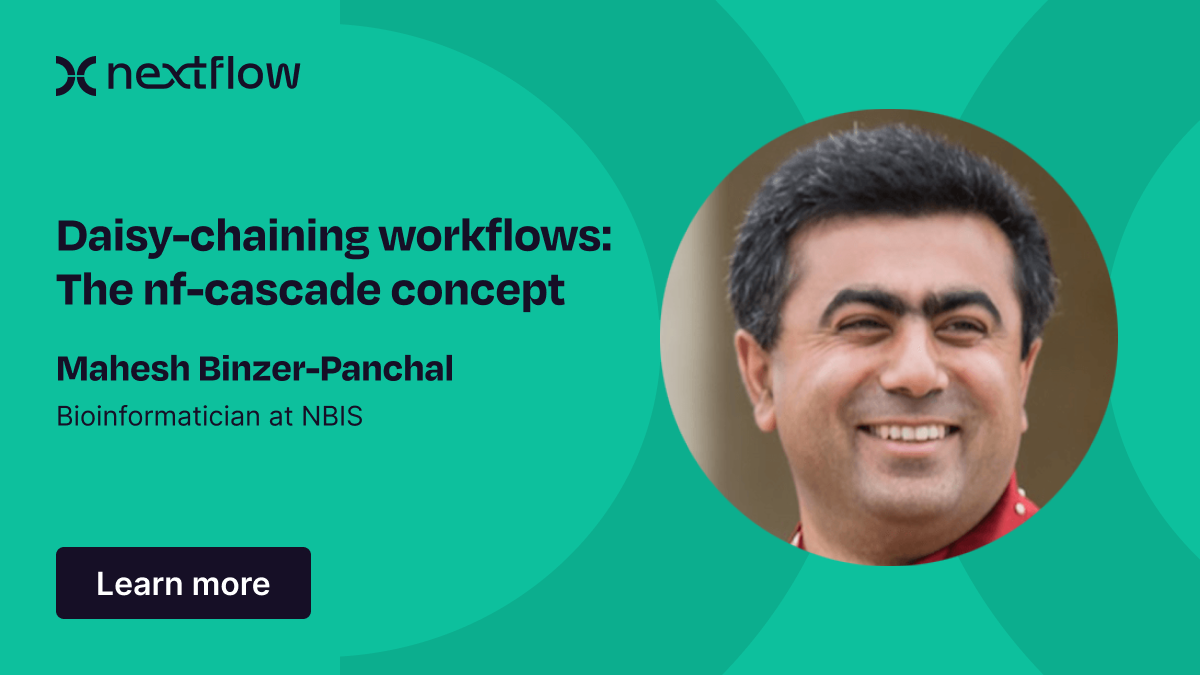 nextflow
Daisy-chaining workflows:
The nf-cascade concept
Mahesh Binzer-Panchal
Bioinformatician at NBIS
Learn more